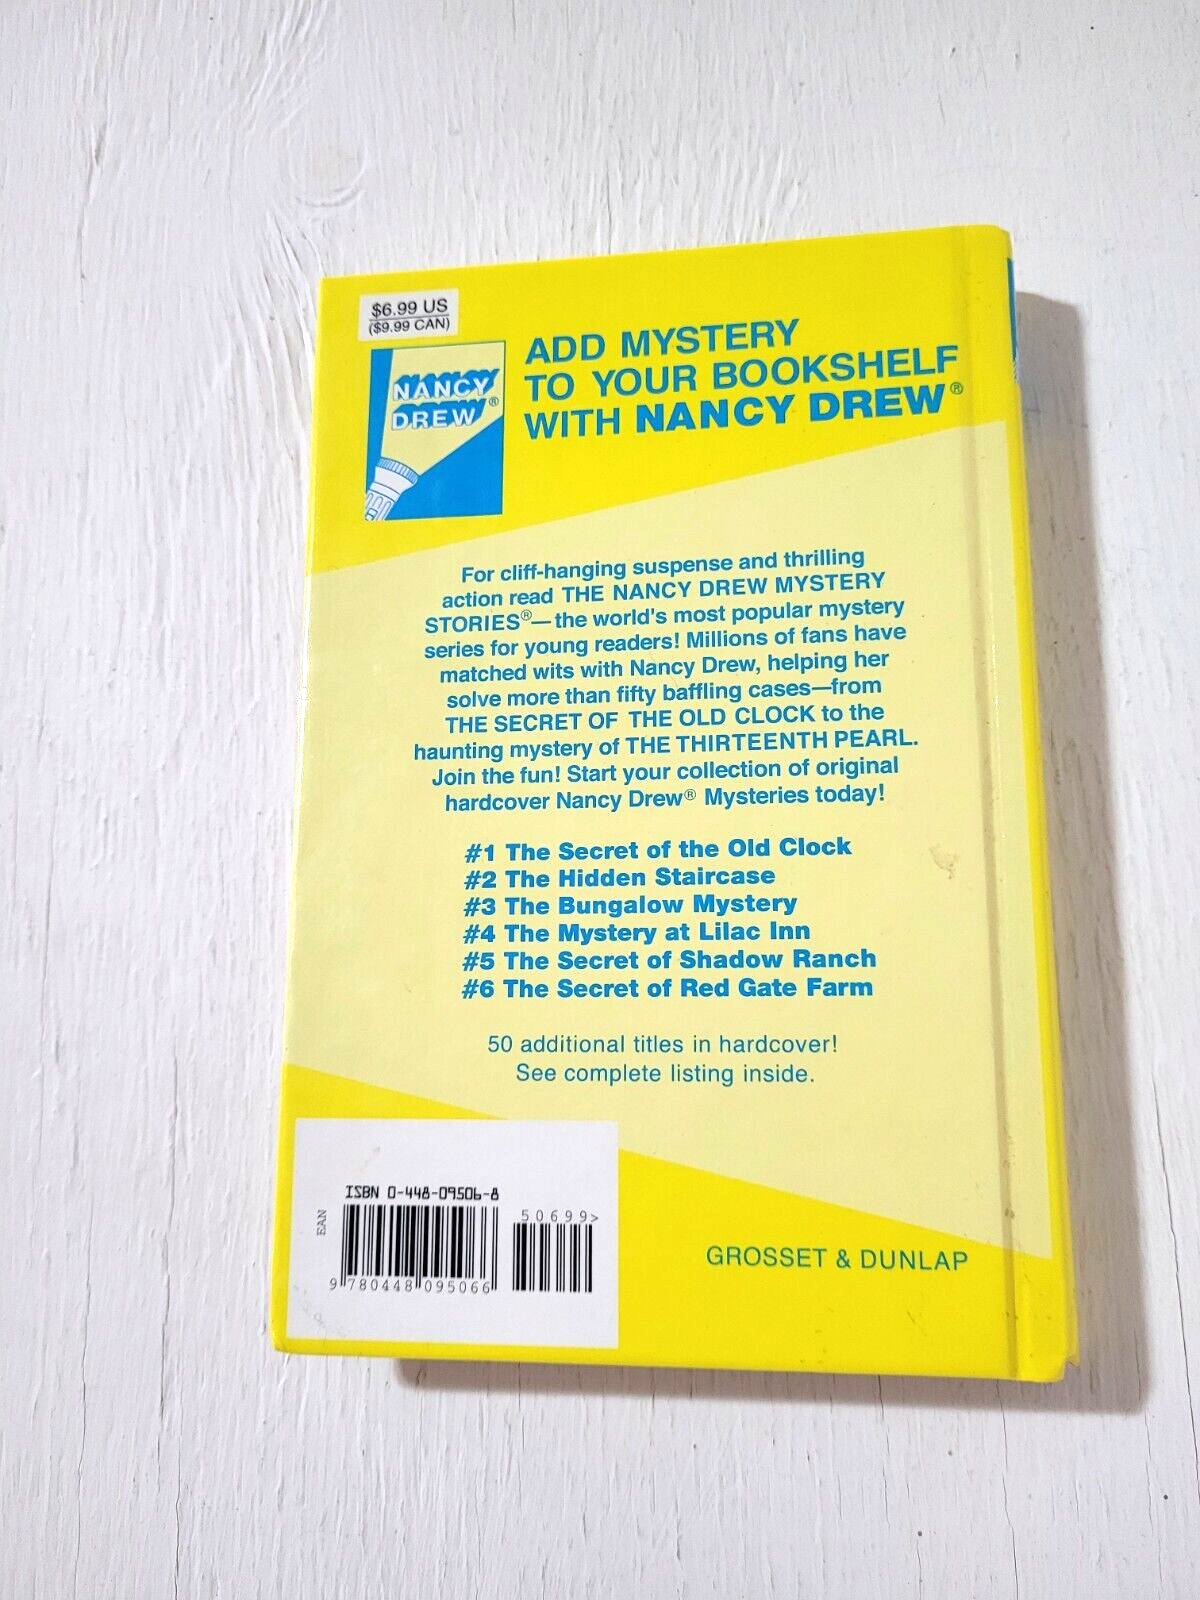 $6.99 US
($9.99 CAN)
NANCY
DREW®
ADD MYSTERY
TO YOUR BOOKSHELF
WITH NANCY DREW®
For cliff-hanging suspense and thrilling
action read THE NANCY DREW MYSTERY
STORIES®—the world's most popular mystery
series for young readers! Millions of fans have
matched wits with Nancy Drew, helping her
solve more than fifty baffling cases—from
THE SECRET OF THE OLD CLOCK to the
haunting mystery of THE THIRTEENTH PEARL.
Join the fun! Start your collection of original
hardcover Nancy Drew® Mysteries today!
#1 The Secret of the Old Clock
#2 The Hidden Staircase
#3 The Bungalow Mystery
#4 The Mystery at Lilac Inn
#5 The Secret of Shadow Ranch
#6 The Secret of Red Gate Farm
50 additional titles in hardcover!
See complete listing inside.
ISBN 0-448-09506-8
50699>
EAN
9 780448 095066
GROSSET & DUNLAP